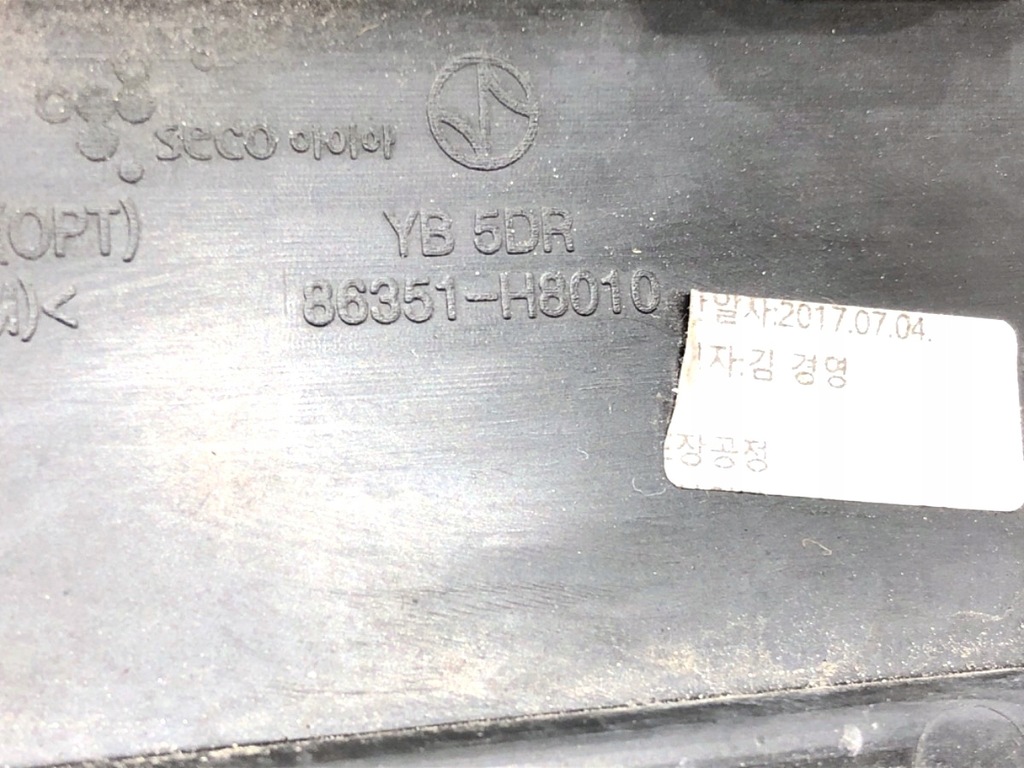 seco 아이아
(OPT)
YB 5DR
86351-H8010
일자:2017.07.04.
자:김 경영
장공정